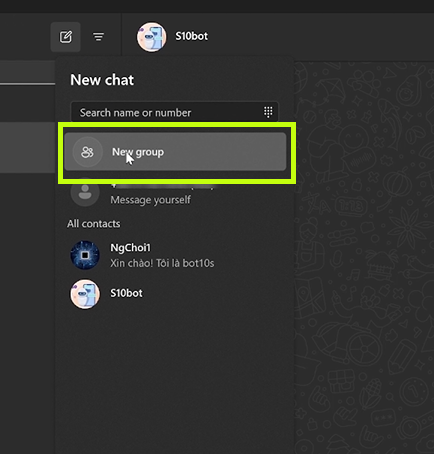 S10bot
New chat
Search name or number
New group
Message yourself
All contacts
NgChoi1
Xin chào! Tôi là bot10s
S10bot